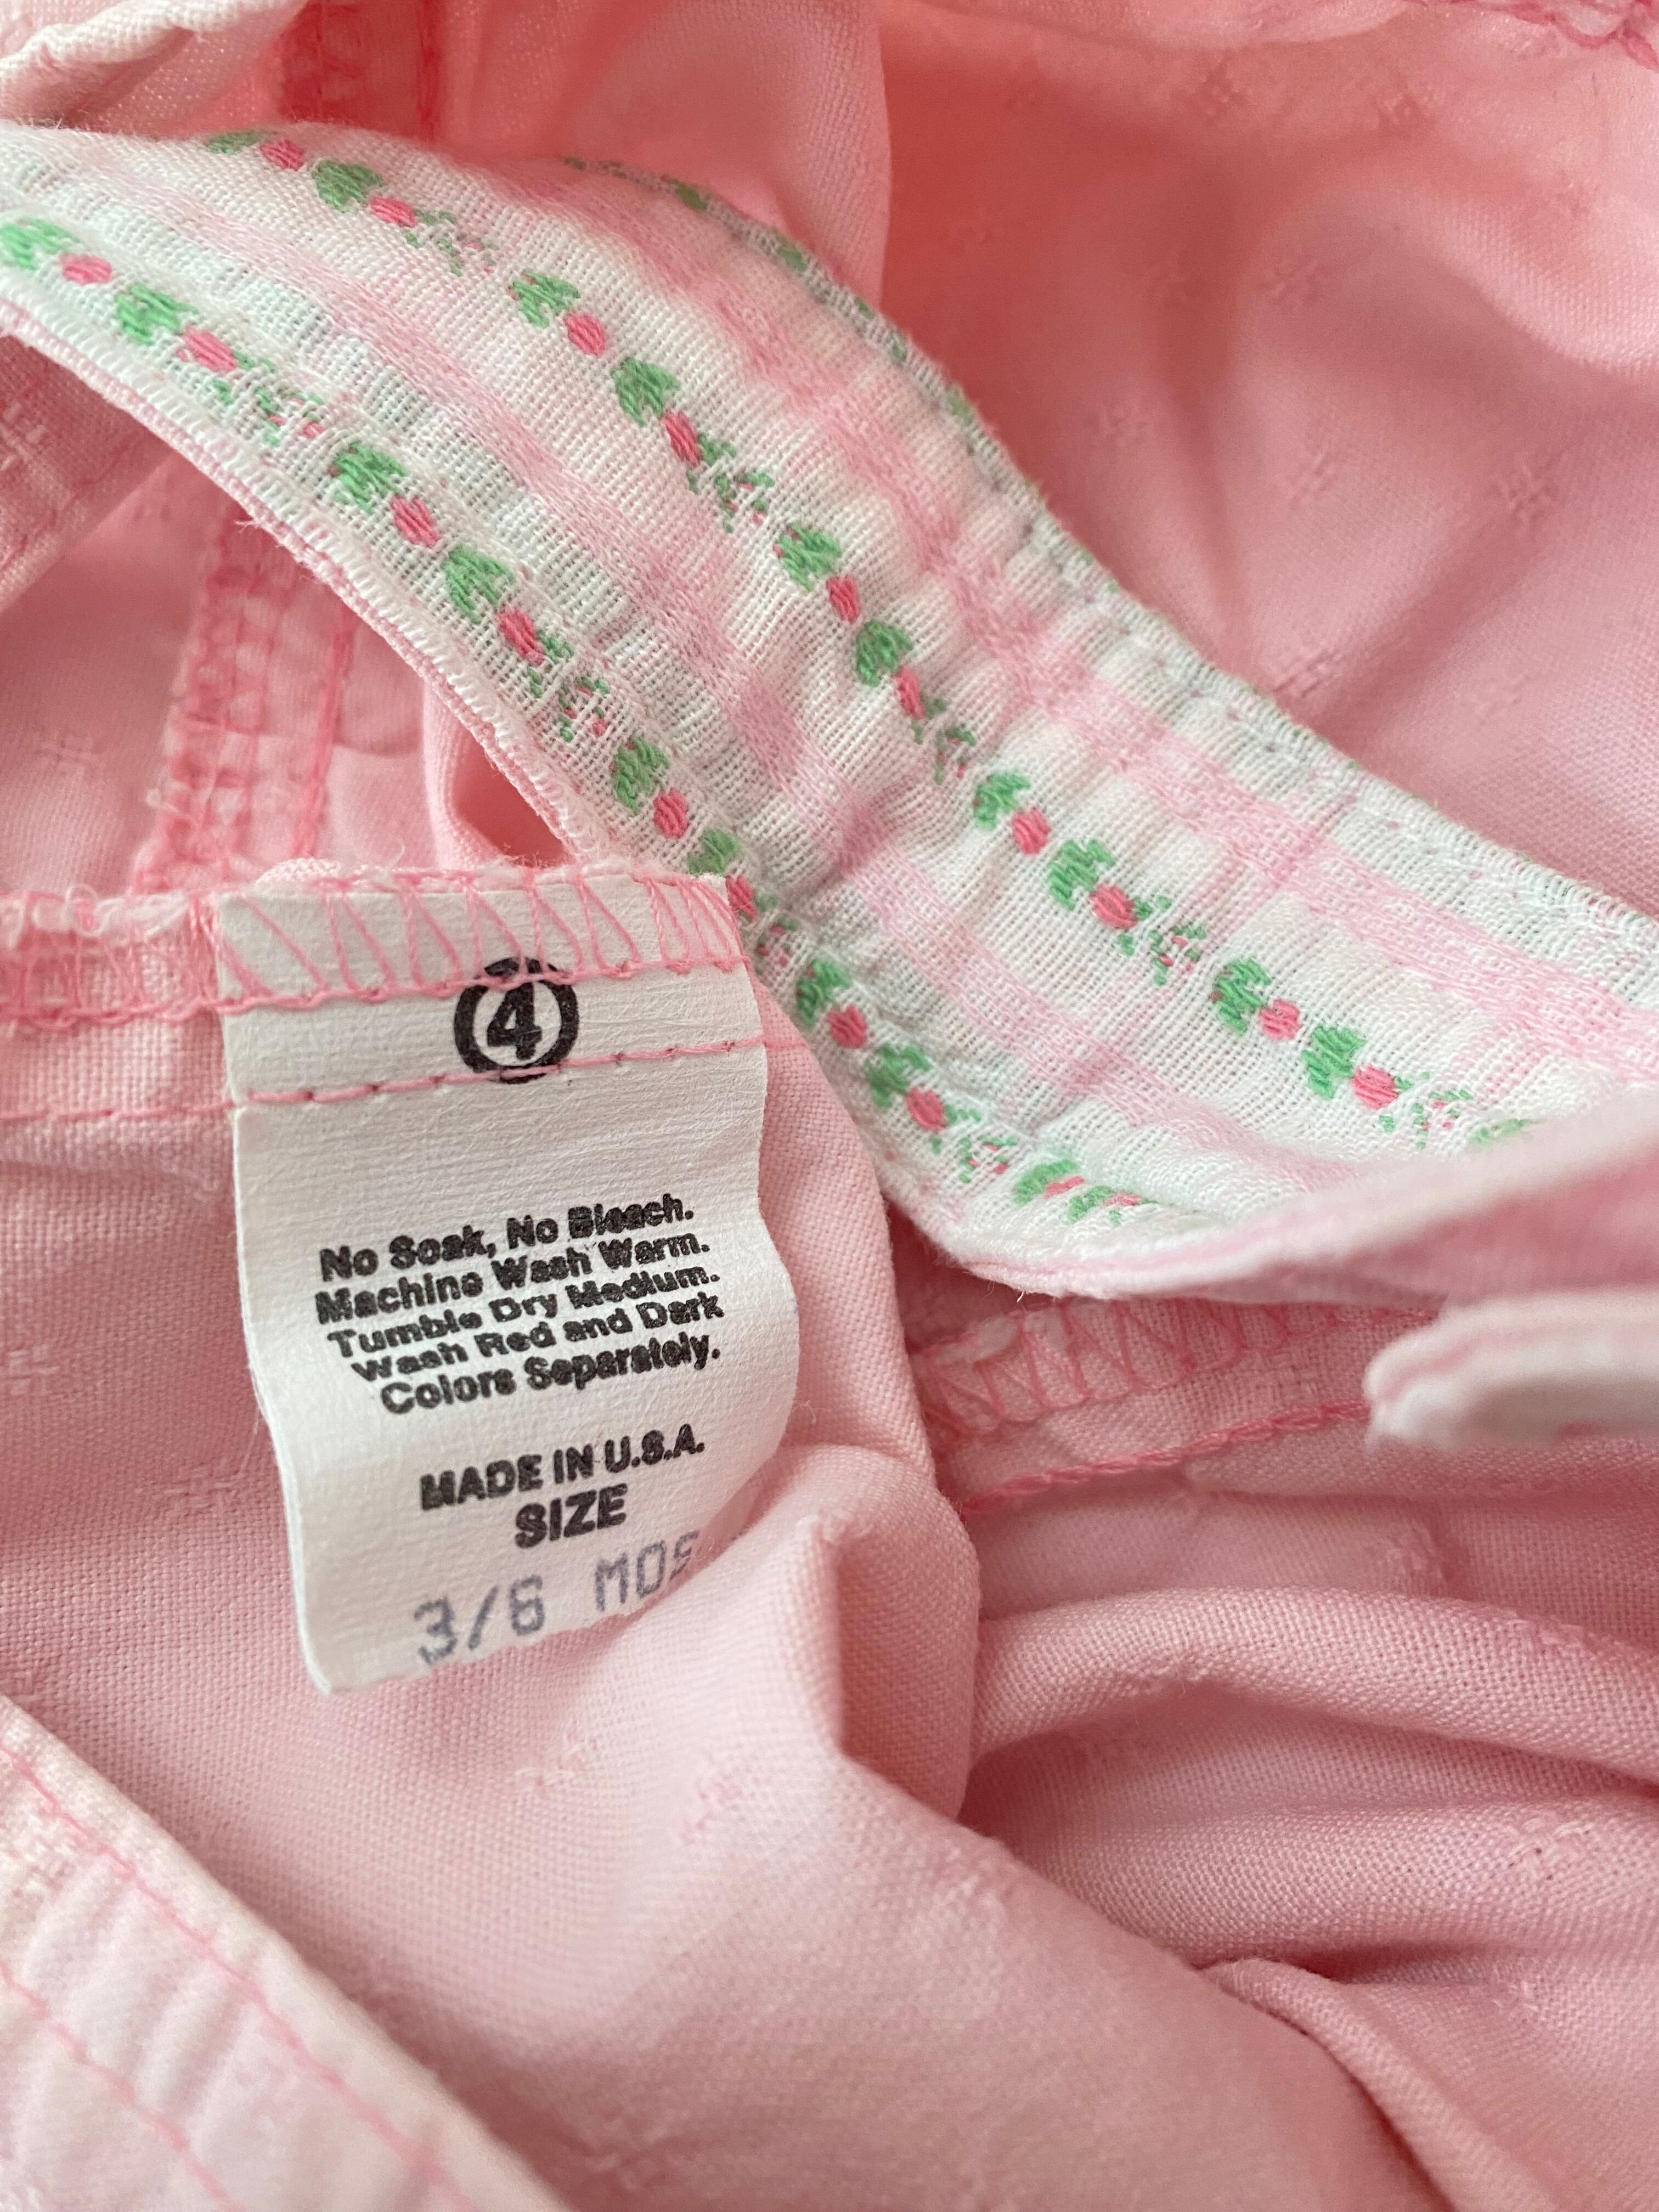 4
No Soak, No Bleach.
Machine Wash Warm.
Tumble Dry Medium.
Wash Red and Dark
Colors Separately.
MADE IN U.S.A.
SIZE
3/6 MOS